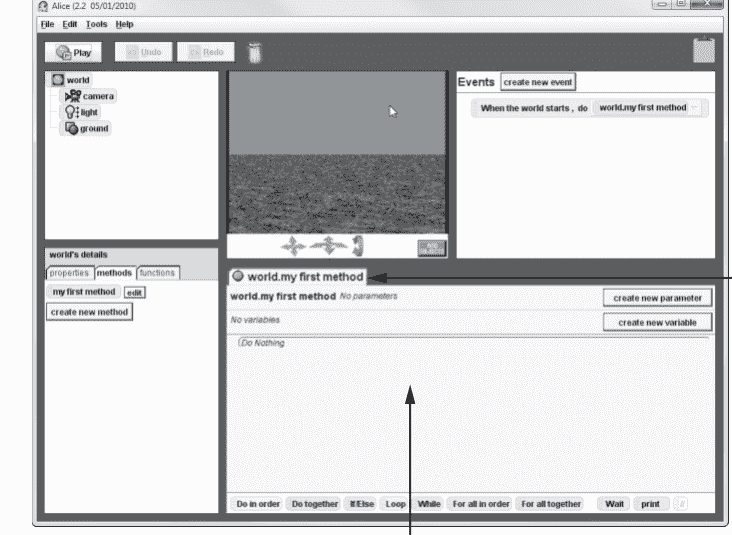 Alice (2.2 05/01/2010)
File Edit Tools Help
Play Undo Redo
world
camera
light
ground
Events create new event
When the world starts , do world.my first method
world's details
properties methods functions
my first method edit
create new method
world.my first method
world.my first method No parameters
create new parameter
No variables
create new variable
(Do Nothing
Do in order Do together If/Else Loop While For all in order For all together Wait print //